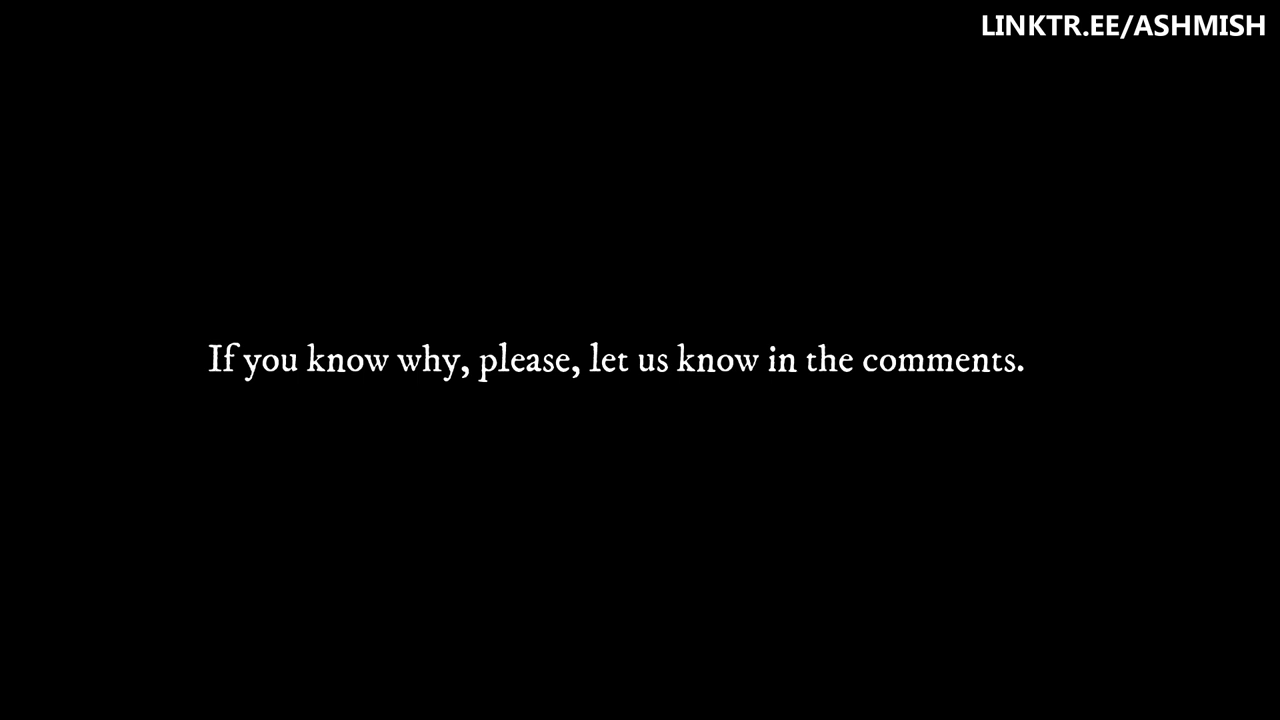 LINKTR.EE/ASHMISH
If you know why, please, let us know in the comments.